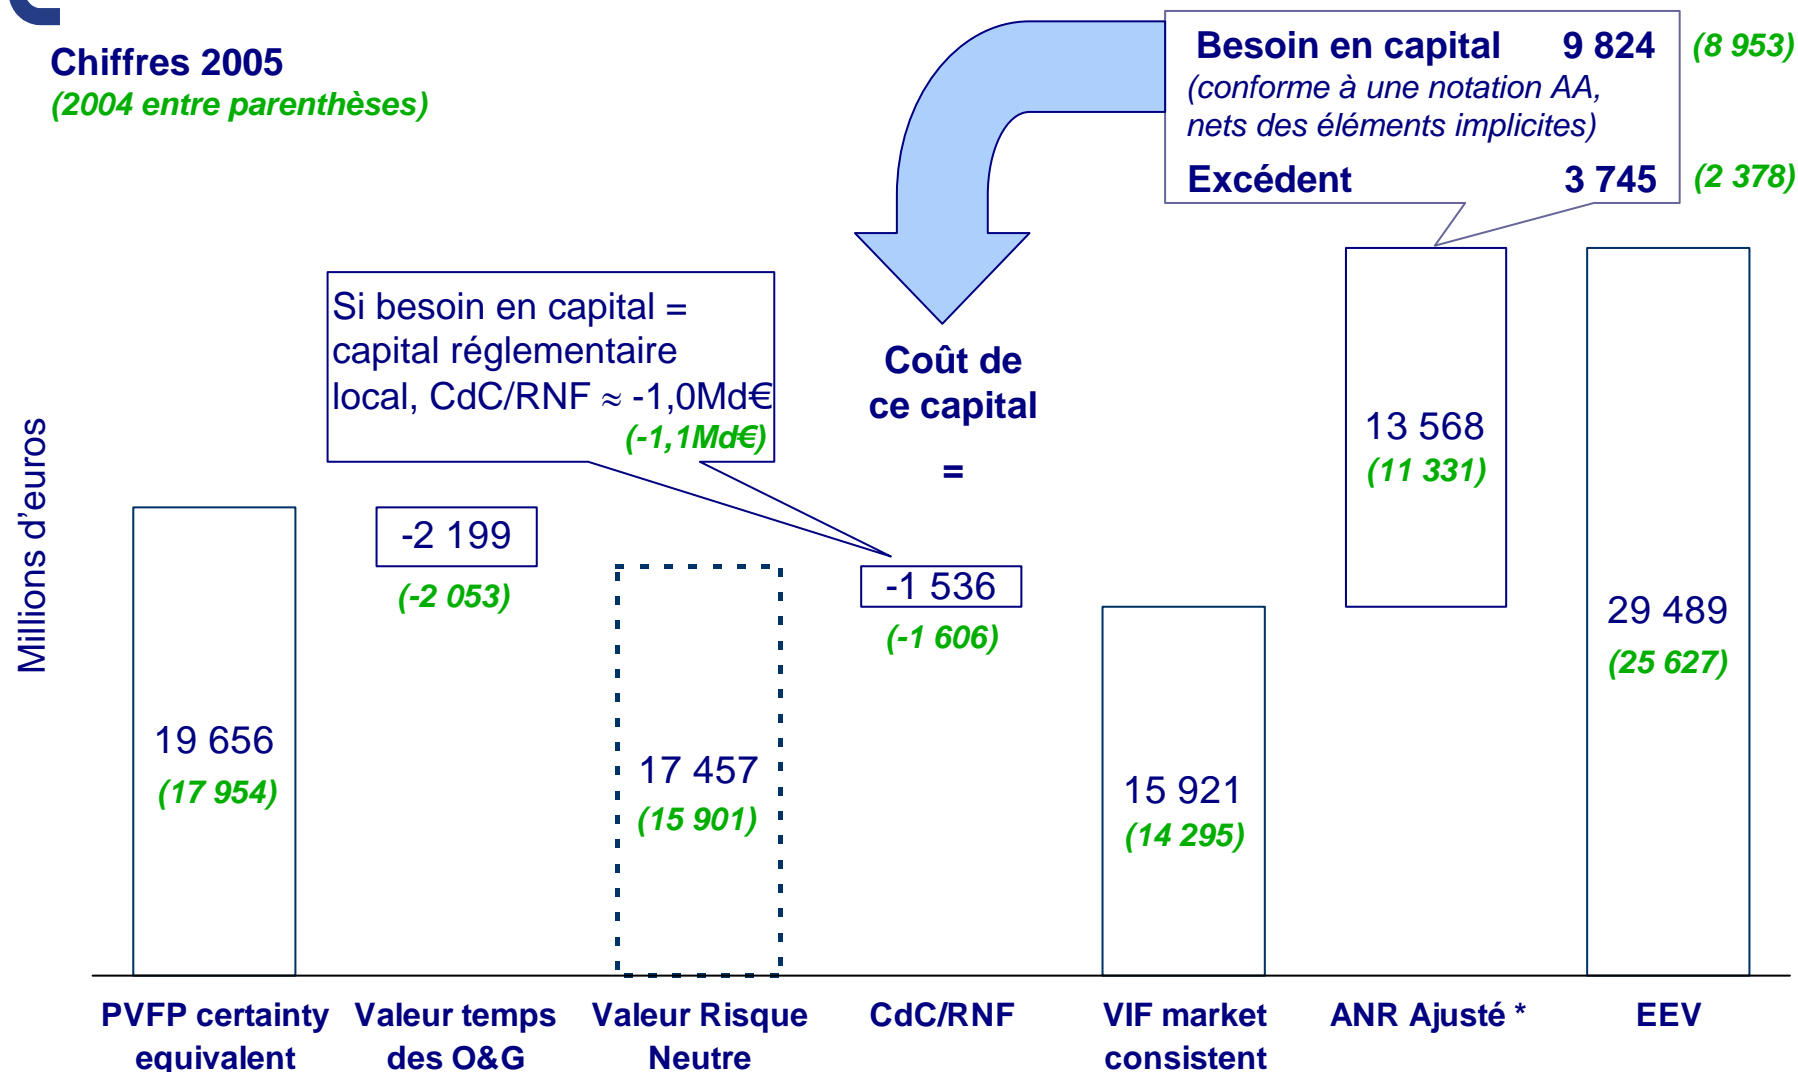 Chiffres 2005
(2004 entre parenthèses)
Besoin en capital 9 824 (8 953)
(conforme à une notation AA,
nets des éléments implicites)
Excédent 3 745 (2 378)
Si besoin en capital =
capital réglementaire
local, CdC/RNF ≈ -1,0Md€
(-1,1Md€)
Coût de
ce capital
=
Millions d'euros
19 656
(17 954)
-2 199
(-2 053)
17 457
(15 901)
-1 536
(-1 606)
15 921
(14 295)
13 568
(11 331)
29 489
(25 627)
PVFP certainty
equivalent
Valeur temps
des O&G
Valeur Risque
Neutre
CdC/RNF
VIF market
consistent
ANR Ajusté *
EEV